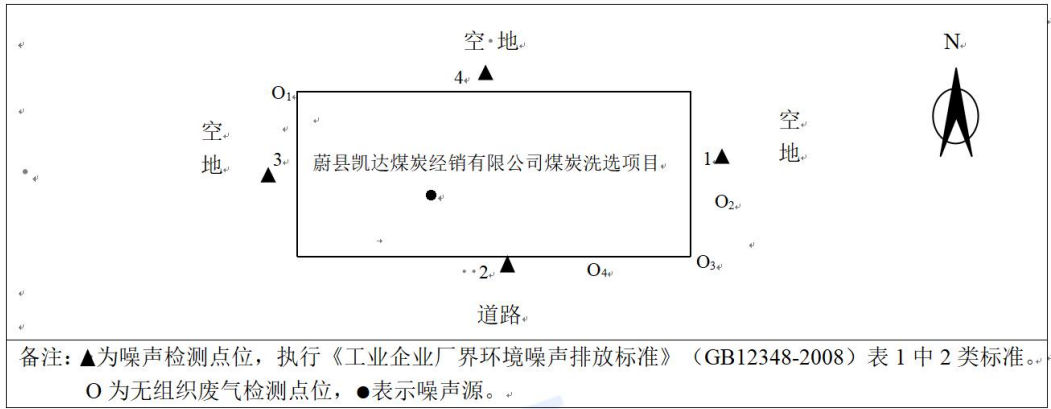 空 地
N
4
O1
空
地
3
蔚县凯达煤炭经销有限公司煤炭洗选项目
1
空
地
O2
O3
2
O4
道路
备注：▲为噪声检测点位，执行《工业企业厂界环境噪声排放标准》（GB12348-2008）表 1 中 2 类标准。
O 为无组织废气检测点位，●表示噪声源。